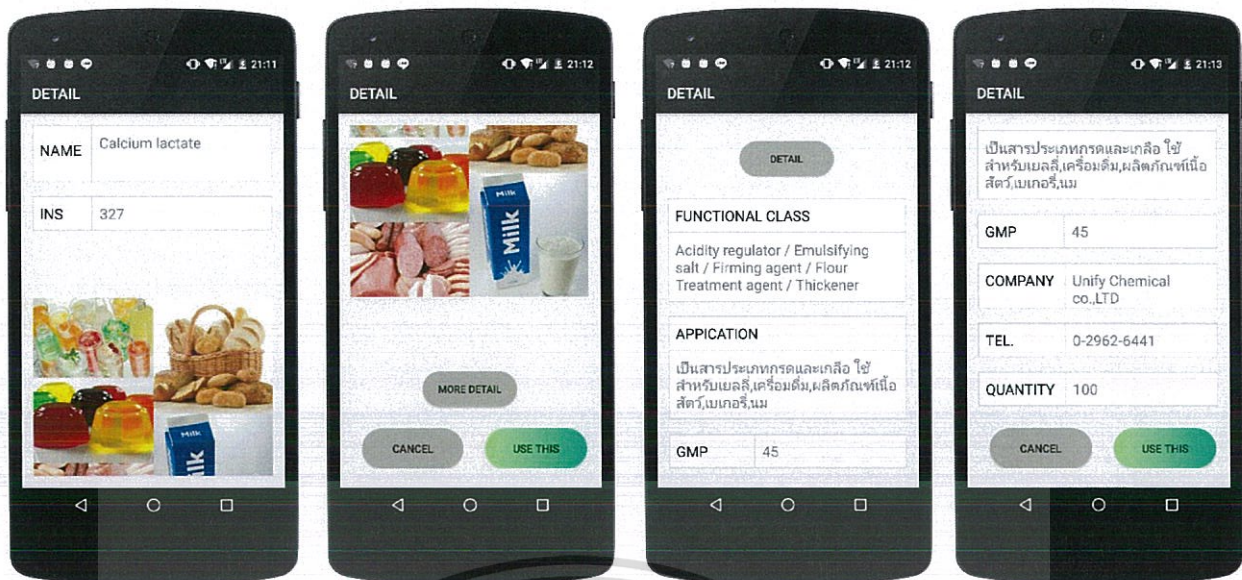 21:11
DETAIL
NAME
Calcium lactate
INS
327
Milk
ilk
21:12
DETAIL
Milk
Milk
MORE DETAIL
CANCEL
USE THIS
21:12
DETAIL
DETAIL
FUNCTIONAL CLASS
Acidity regulator / Emulsifying
salt / Firming agent / Flour
Treatment agent / Thickener
APPICATION
เป็นสารประเภทกรดและเกลือ ใช้
สำหรับเยลลี่,เครื่อมดื่ม,ผลิตภัณฑ์เนื้อ
สัตว์,เบเกอรี่,นม
GMP
45
21:13
DETAIL
เป็นสารประเภทกรดและเกลือ ใช้
สำหรับเยลลี่,เครื่อมดื่ม,ผลิตภัณฑ์เนื้อ
สัตว์,เบเกอรี่,นม
GMP
45
COMPANY
Unify Chemical
co.,LTD
TEL.
0-2962-6441
QUANTITY
100
CANCEL
USE THIS